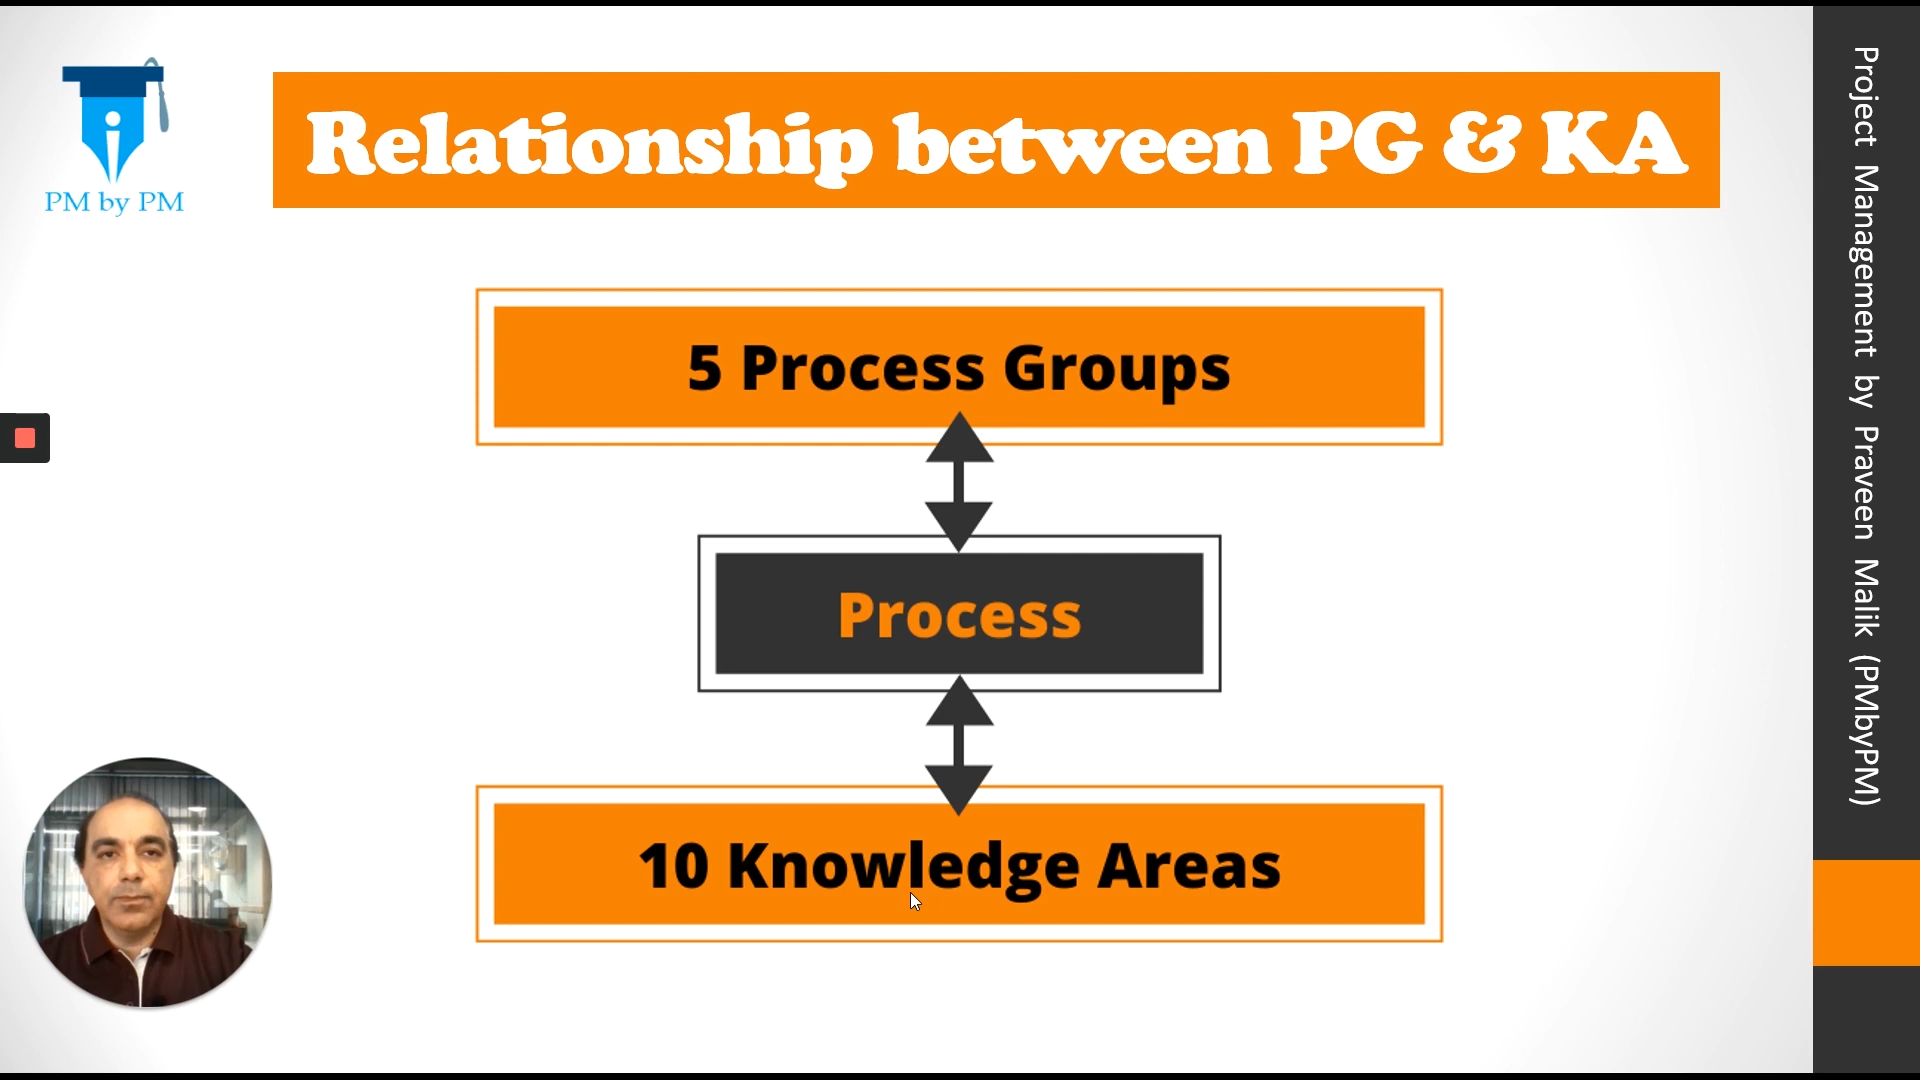 PM by PM
Relationship between PG & KA
5 Process Groups
Process
10 Knowledge Areas
Project Management by Praveen Malik (PMbyPM)